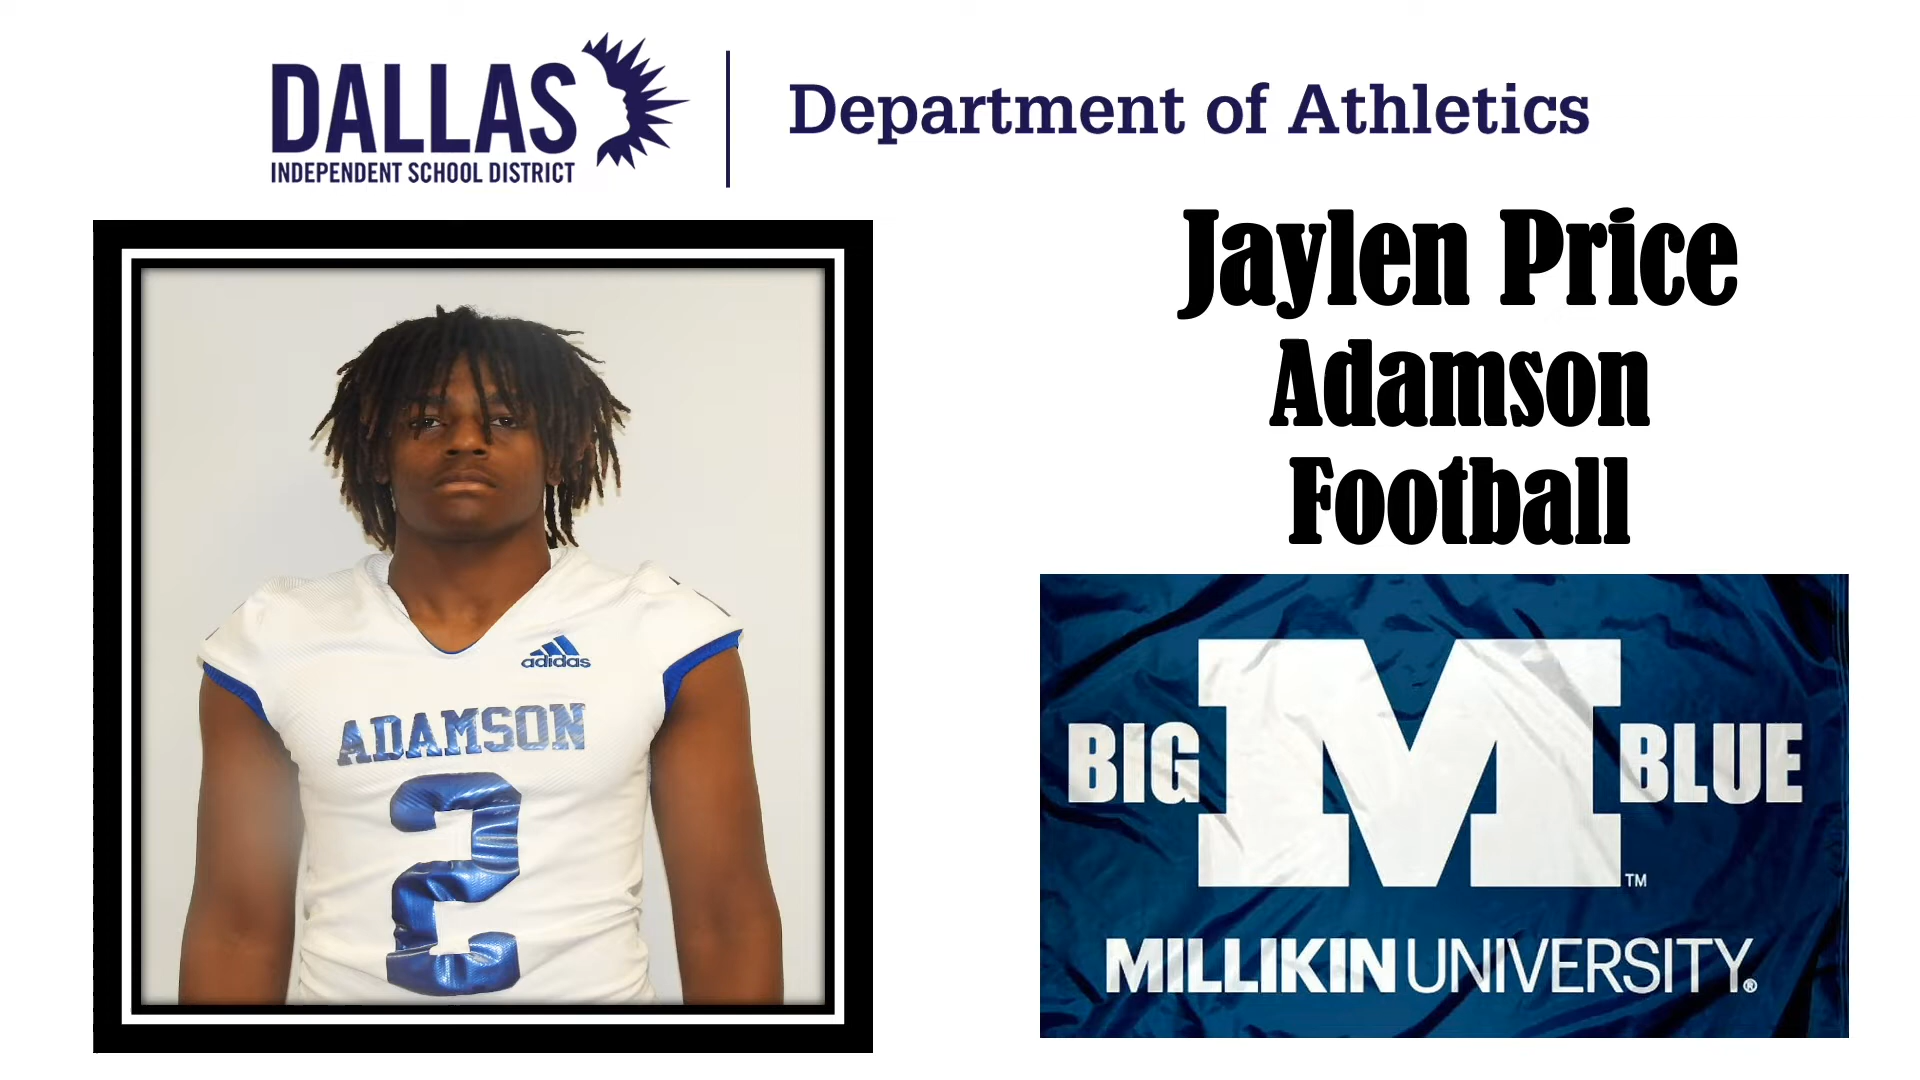 DALLAS
INDEPENDENT SCHOOL DISTRICT
Department of Athletics
Jaylen Price
Adamson
Football
adidas
ADAMSON
2
BIG M BLUE
TM
MILLIKIN UNIVERSITY®